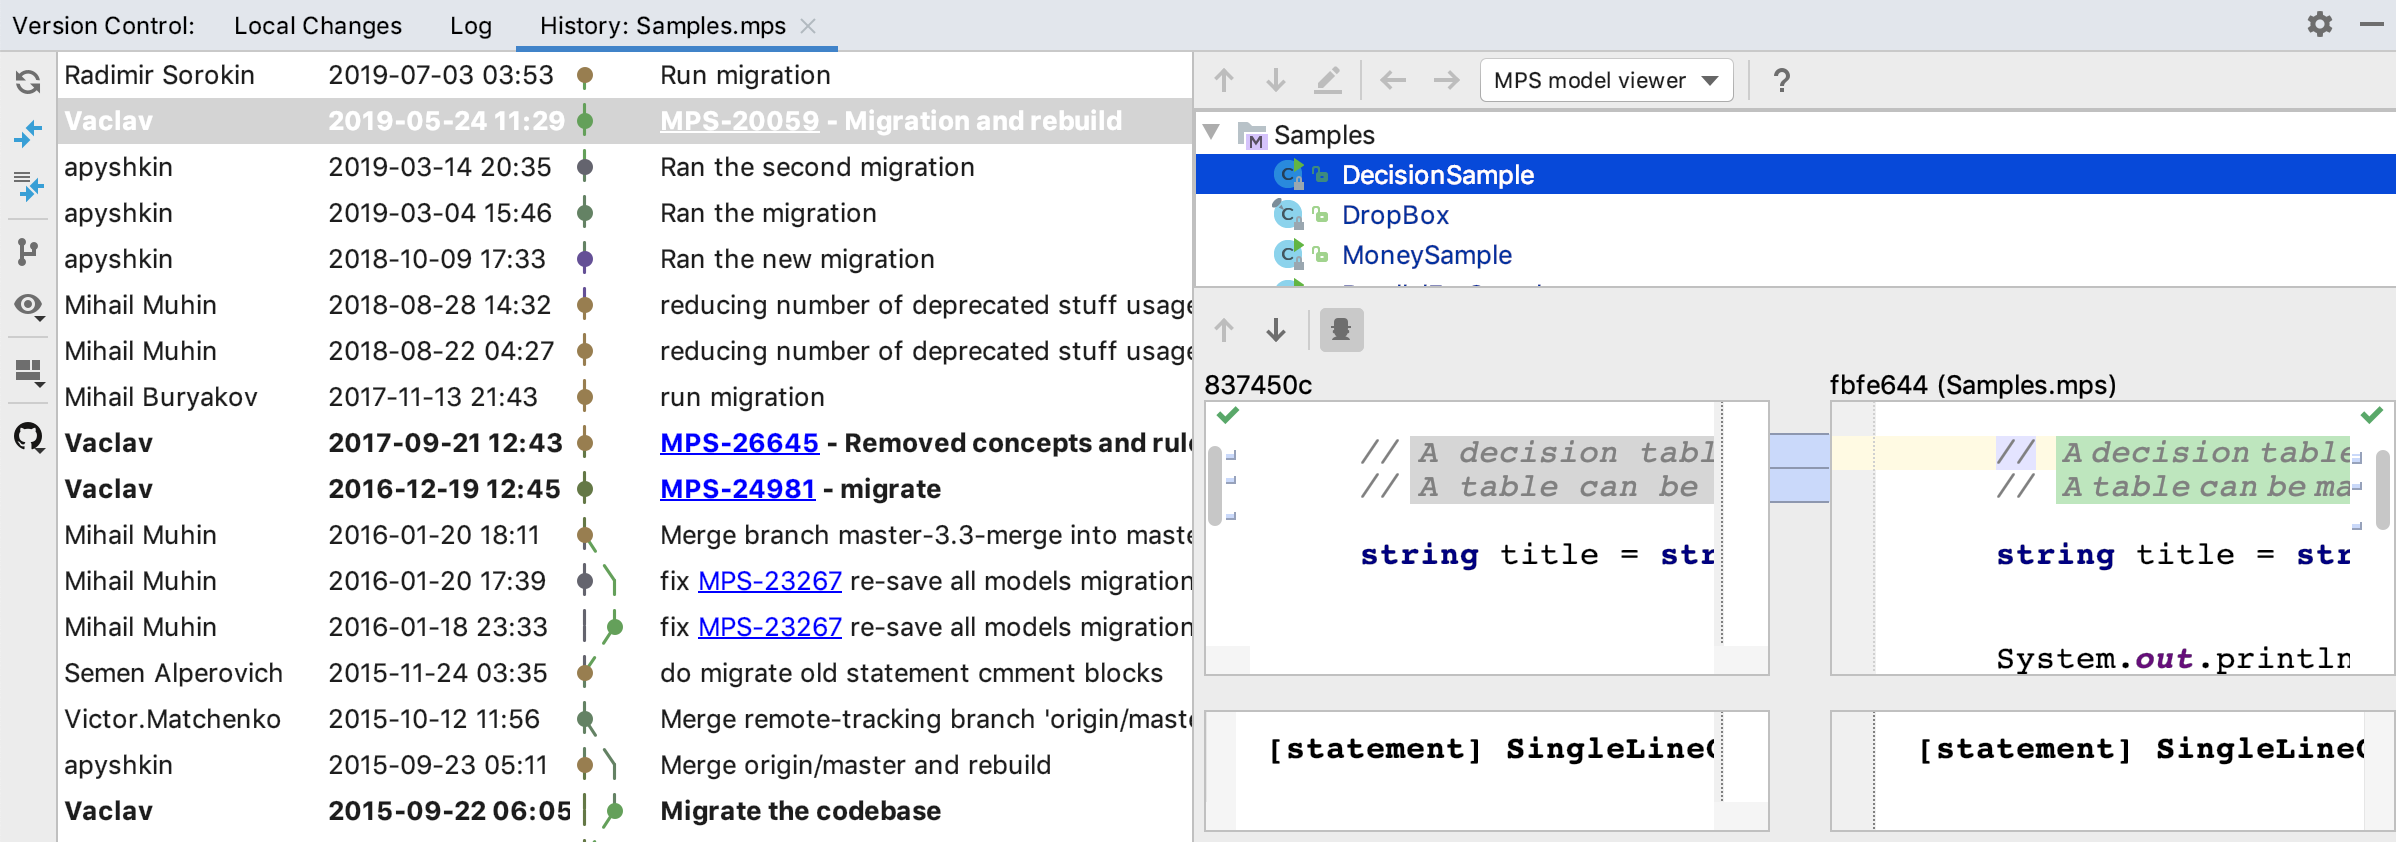 Version Control: Local Changes Log History: Samples.mps
Radimir Sorokin 2019-07-03 03:53 Run migration
Vaclav 2019-05-24 11:29 MPS-20059 - Migration and rebuild
apyshkin 2019-03-14 20:35 Ran the second migration
apyshkin 2019-03-04 15:46 Ran the migration
apyshkin 2018-10-09 17:33 Ran the new migration
Mihail Muhin 2018-08-28 14:32 reducing number of deprecated stuff usage
Mihail Muhin 2018-08-22 04:27 reducing number of deprecated stuff usage
Mihail Buryakov 2017-11-13 21:43 run migration
Vaclav 2017-09-21 12:43 MPS-26645 - Removed concepts and rul
Vaclav 2016-12-19 12:45 MPS-24981 - migrate
Mihail Muhin 2016-01-20 18:11 Merge branch master-3.3-merge into mast
Mihail Muhin 2016-01-20 17:39 fix MPS-23267 re-save all models migration
Mihail Muhin 2016-01-18 23:33 fix MPS-23267 re-save all models migration
Semen Alperovich 2015-11-24 03:35 do migrate old statement cmment blocks
Victor.Matchenko 2015-10-12 11:56 Merge remote-tracking branch 'origin/mast
apyshkin 2015-09-23 05:11 Merge origin/master and rebuild
Vaclav 2015-09-22 06:05 Migrate the codebase
MPS model viewer ?
Samples
DecisionSample
DropBox
MoneySample
837450c
// A decision tabl
// A table can be
string title = str
fbfe644 (Samples.mps)
// A decision table
// A table can be ma
string title = str
System.out.println
[statement] SingleLine
[statement] SingleLine